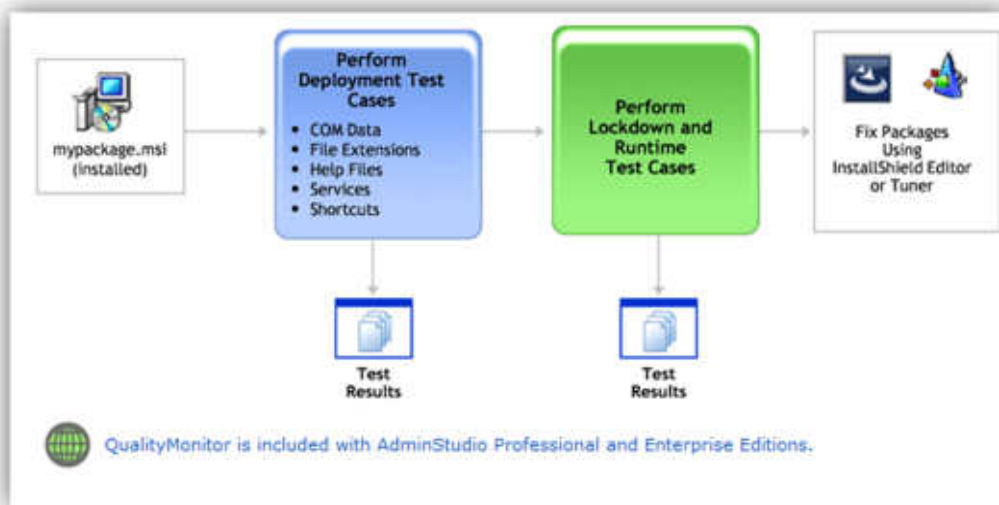 mypackage.msi
(installed)
Perform
Deployment Test
Cases
• COM Data
• File Extensions
• Help Files
• Services
• Shortcuts
Perform
Lockdown and
Runtime
Test Cases
Fix Packages
Using
InstallShield Editor
or Tuner
Test
Results
Test
Results
QualityMonitor is included with AdminStudio Professional and Enterprise Editions.